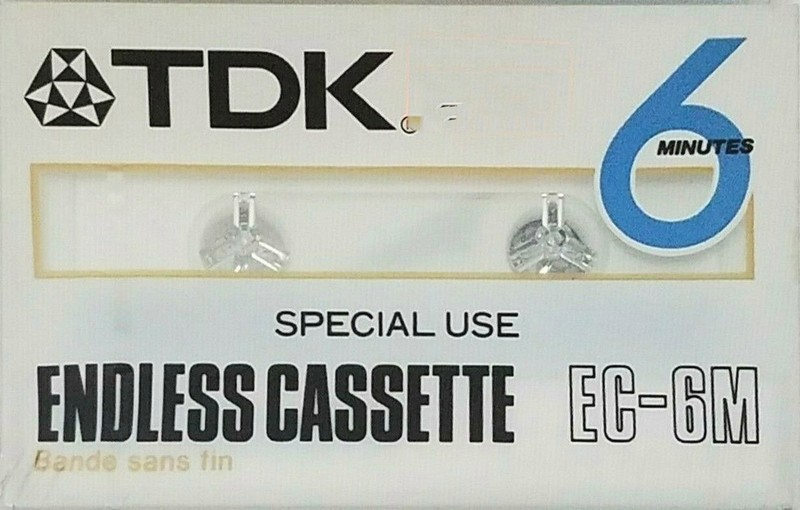 TDK
6
MINUTES
SPECIAL USE
ENDLESS CASSETTE EC-6M
Bande sans fin